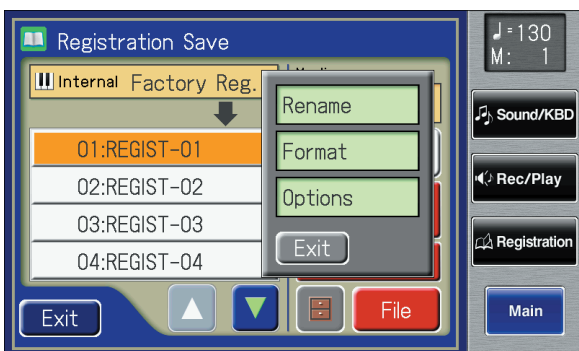 Registration Save
Internal Factory Reg.
01:REGIST-01
02:REGIST-02
03:REGIST-03
04:REGIST-04
Rename
Format
Options
Exit
Exit
File
♩=130
M: 1
Sound/KBD
Rec/Play
Registration
Main